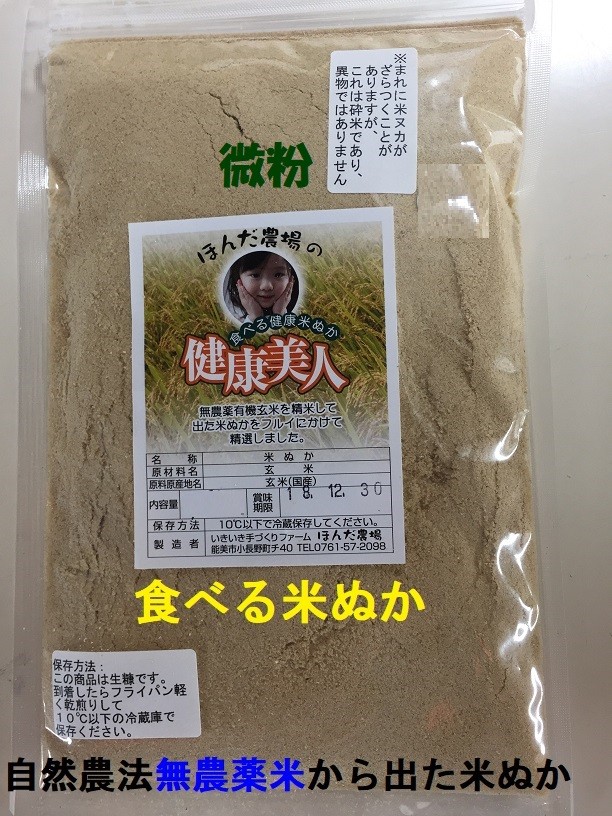 ※まれに米ヌカが
ざらつくことが
ありますが、
これは砕米であり、
異物ではありません
微粉
ほんだ農場の
食べる健康米ぬか
健康美人
無農薬有機玄米を精米して
出た米ぬかをフルイにかけて
精選しました。
名称 米ぬか
原材料名 玄米
原料原産地名 玄米(国産)
内容量 賞味期限 18.12.30
保存方法 10℃以下で冷蔵保存してください。
製造者 いきいき手づくりファーム ほんだ農場
能美市小長野町チ40 TEL0761-57-2098
食べる米ぬか
保存方法：
この商品は生糠です。
到着したらフライパン軽
く乾煎りして
10℃以下の冷蔵庫で
保存ください。
自然農法無農薬米から出た米ぬか